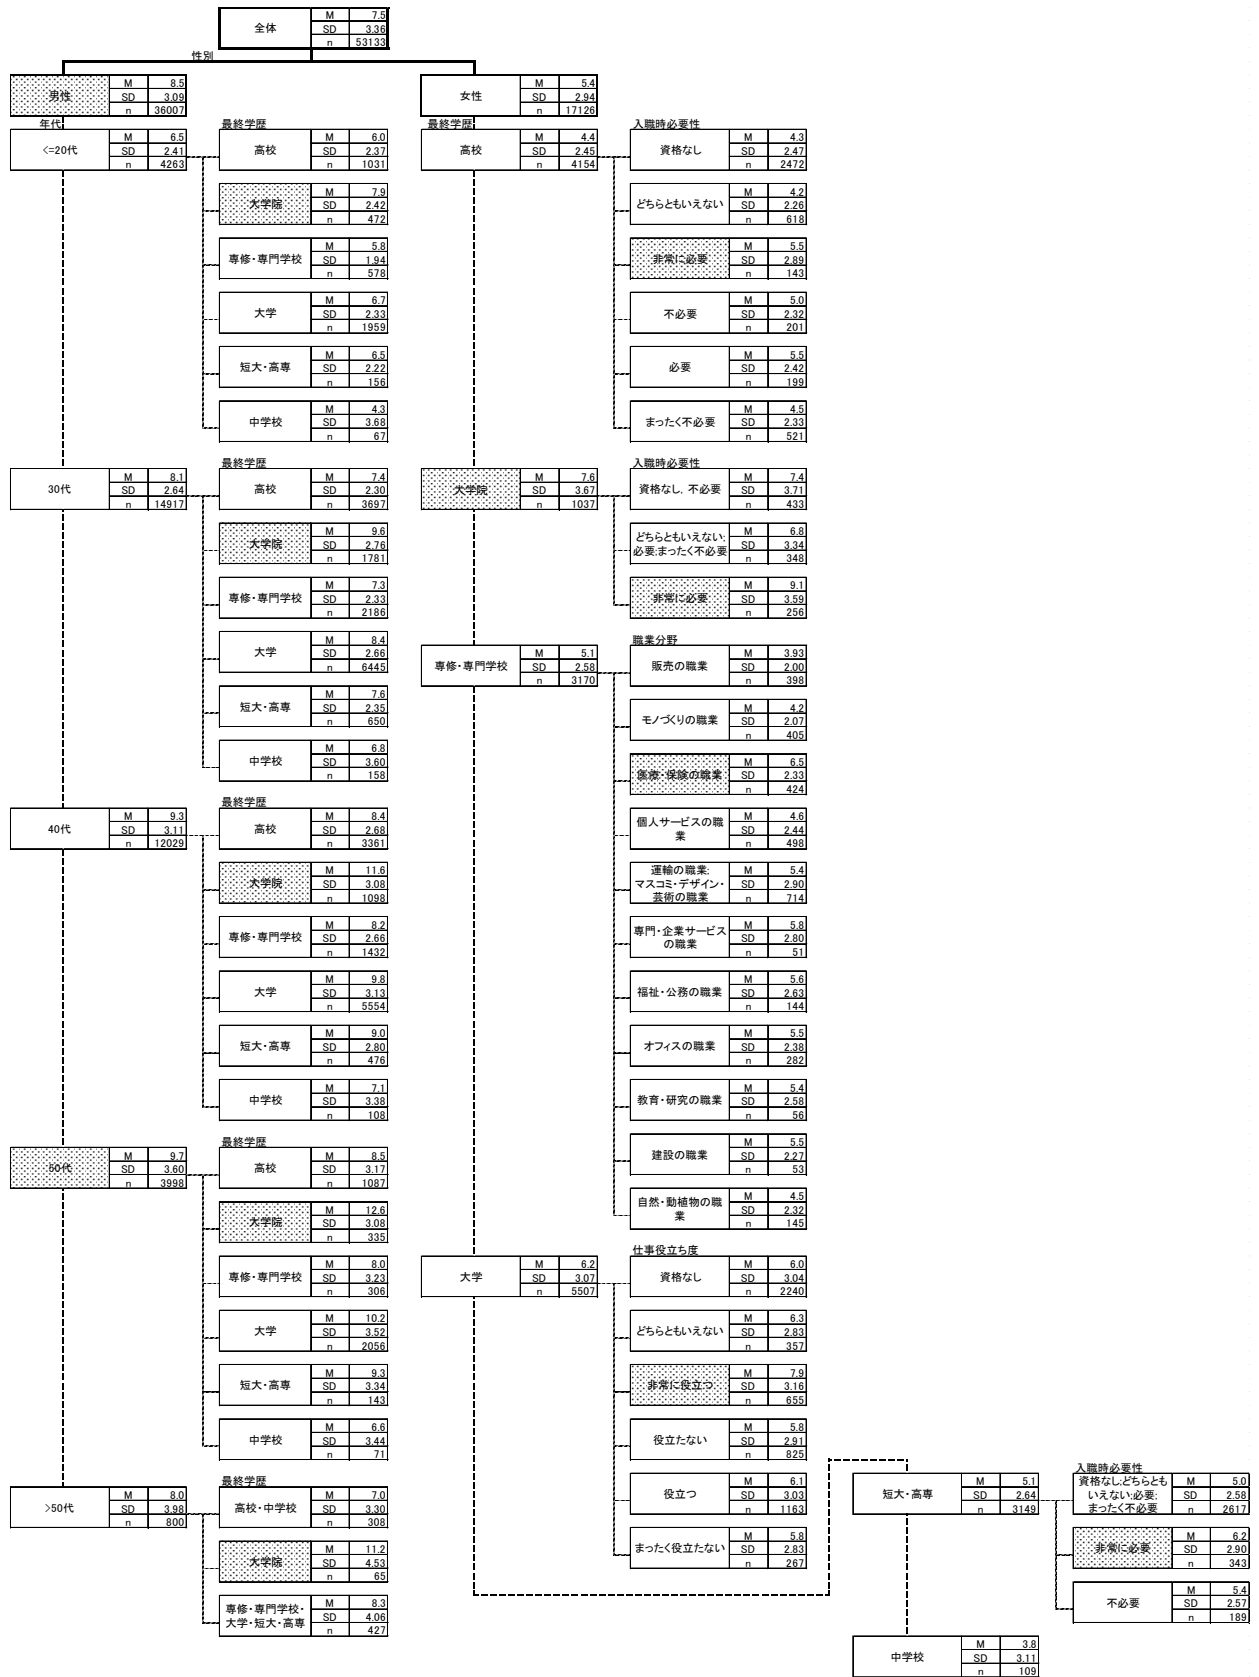 全体
M 7.5
SD 3.36
n 53133
性別
男性
M 8.5
SD 3.09
n 36007
女性
M 5.4
SD 2.94
n 17126
年代
<=20代
M 6.5
SD 2.41
n 4263
最終学歴
高校
M 6.0
SD 2.37
n 1031
大学院
M 7.9
SD 2.42
n 472
専修・専門学校
M 5.8
SD 1.94
n 578
大学
M 6.7
SD 2.33
n 1959
短大・高専
M 6.5
SD 2.22
n 156
中学校
M 4.3
SD 3.68
n 67
30代
M 8.1
SD 2.64
n 14917
最終学歴
高校
M 7.4
SD 2.30
n 3697
大学院
M 9.6
SD 2.76
n 1781
専修・専門学校
M 7.3
SD 2.33
n 2186
大学
M 8.4
SD 2.66
n 6445
短大・高専
M 7.6
SD 2.35
n 650
中学校
M 6.8
SD 3.60
n 158
40代
M 9.3
SD 3.11
n 12029
最終学歴
高校
M 8.4
SD 2.68
n 3361
大学院
M 11.6
SD 3.08
n 1098
専修・専門学校
M 8.2
SD 2.66
n 1432
大学
M 9.8
SD 3.13
n 5554
短大・高専
M 9.0
SD 2.80
n 476
中学校
M 7.1
SD 3.38
n 108
50代
M 9.7
SD 3.60
n 3998
最終学歴
高校
M 8.5
SD 3.17
n 1087
大学院
M 12.6
SD 3.08
n 335
専修・専門学校
M 8.0
SD 3.23
n 306
大学
M 10.2
SD 3.52
n 2056
短大・高専
M 9.3
SD 3.34
n 143
中学校
M 6.6
SD 3.44
n 71
>50代
M 8.0
SD 3.98
n 800
最終学歴
高校・中学校
M 7.0
SD 3.30
n 308
大学院
M 11.2
SD 4.53
n 65
専修・専門学校・
大学・短大・高専
M 8.3
SD 4.06
n 427
最終学歴
高校
M 4.4
SD 2.45
n 4154
入職時必要性
資格なし
M 4.3
SD 2.47
n 2472
どちらともいえない
M 4.2
SD 2.26
n 618
非常に必要
M 5.5
SD 2.89
n 143
不必要
M 5.0
SD 2.32
n 201
必要
M 5.5
SD 2.42
n 199
まったく不必要
M 4.5
SD 2.33
n 521
大学院
M 7.6
SD 3.67
n 1037
入職時必要性
資格なし, 不必要
M 7.4
SD 3.71
n 433
どちらともいえない;
必要;まったく不必要
M 6.8
SD 3.34
n 348
非常に必要
M 9.1
SD 3.59
n 256
専修・専門学校
M 5.1
SD 2.58
n 3170
職業分野
販売の職業
M 3.93
SD 2.00
n 398
モノづくりの職業
M 4.2
SD 2.07
n 405
医療・保険の職業
M 6.5
SD 2.33
n 424
個人サービスの職
業
M 4.6
SD 2.44
n 498
運輸の職業;
マスコミ・デザイン・
芸術の職業
M 5.4
SD 2.90
n 714
専門・企業サービス
の職業
M 5.8
SD 2.80
n 51
福祉・公務の職業
M 5.6
SD 2.63
n 144
オフィスの職業
M 5.5
SD 2.38
n 282
教育・研究の職業
M 5.4
SD 2.58
n 56
建設の職業
M 5.5
SD 2.27
n 53
自然・動植物の職
業
M 4.5
SD 2.32
n 145
大学
M 6.2
SD 3.07
n 5507
仕事役立ち度
資格なし
M 6.0
SD 3.04
n 2240
どちらともいえない
M 6.3
SD 2.83
n 357
非常に役立つ
M 7.9
SD 3.16
n 655
役立たない
M 5.8
SD 2.91
n 825
役立つ
M 6.1
SD 3.03
n 1163
まったく役立たない
M 5.8
SD 2.83
n 267
短大・高専
M 5.1
SD 2.64
n 3149
入職時必要性
資格なし;どちらとも
いえない;必要;
まったく不必要
M 5.0
SD 2.58
n 2617
非常に必要
M 6.2
SD 2.90
n 343
不必要
M 5.4
SD 2.57
n 189
中学校
M 3.8
SD 3.11
n 109